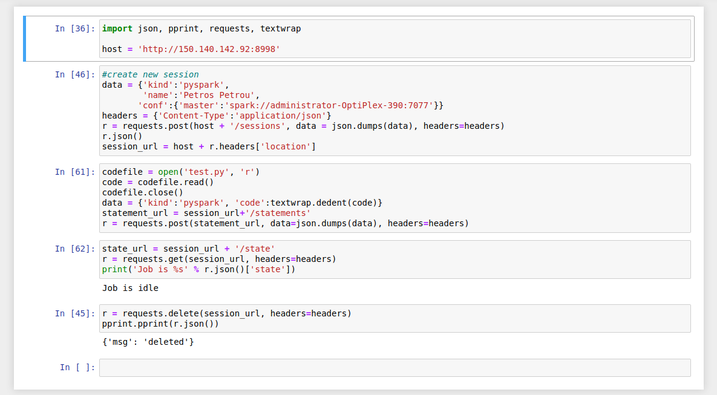 In [36]: import json, pprint, requests, textwrap
host = 'http://150.140.142.92:8998'
In [46]: #create new session
data = {'kind':'pyspark',
'name':'Petros Petrou',
'conf':{'master':'spark://administrator-OptiPlex-390:7077'}}
headers = {'Content-Type':'application/json'}
r = requests.post(host + '/sessions', data = json.dumps(data), headers=headers)
r.json()
session_url = host + r.headers['location']
In [61]: codefile = open('test.py', 'r')
code = codefile.read()
codefile.close()
data = {'kind':'pyspark', 'code':textwrap.dedent(code)}
statement_url = session_url+'/statements'
r = requests.post(statement_url, data=json.dumps(data), headers=headers)
In [62]: state_url = session_url + '/state'
r = requests.get(session_url, headers=headers)
print('Job is %s' % r.json()['state'])
Job is idle
In [45]: r = requests.delete(session_url, headers=headers)
pprint.pprint(r.json())
{'msg': 'deleted'}
In [ ]: